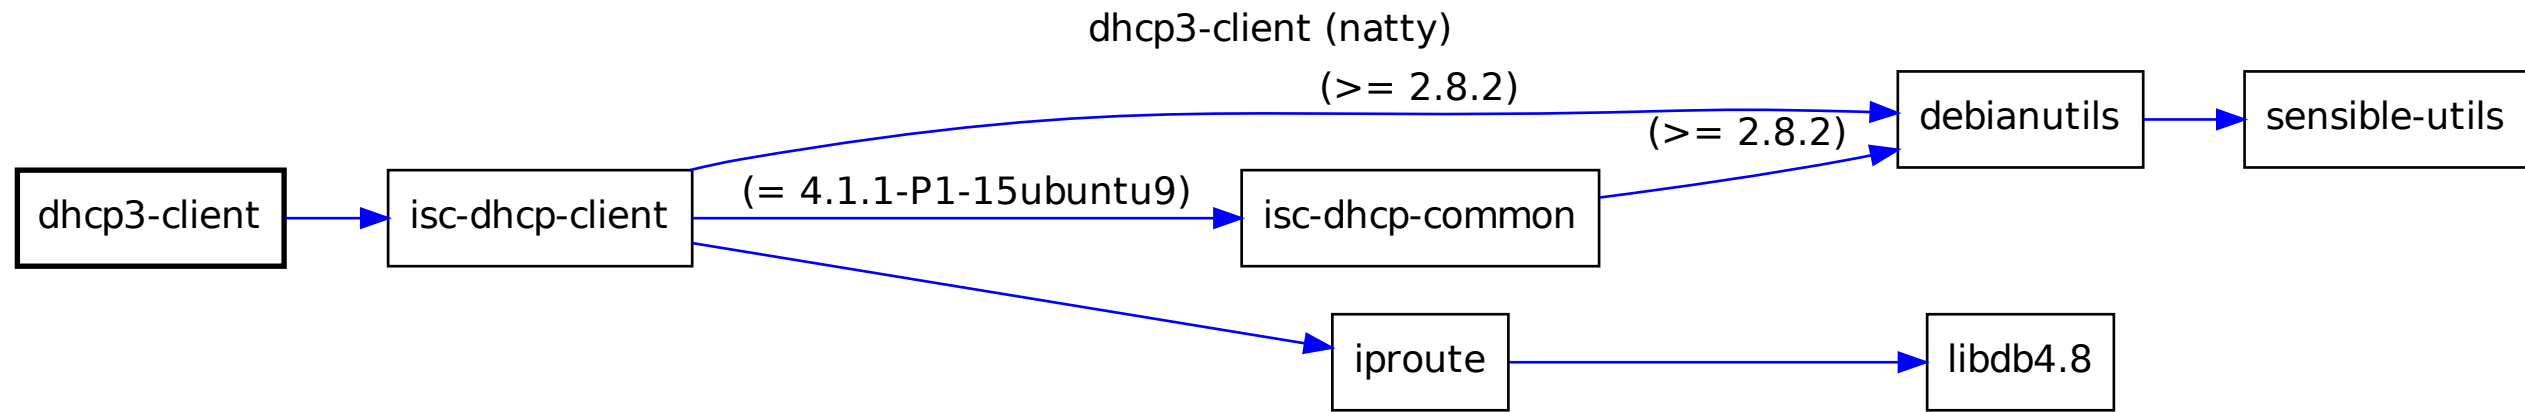 dhcp3-client (natty)
(>= 2.8.2)
debianutils
sensible-utils
(>= 2.8.2)
dhcp3-client
isc-dhcp-client
(= 4.1.1-P1-15ubuntu9)
isc-dhcp-common
iproute
libdb4.8